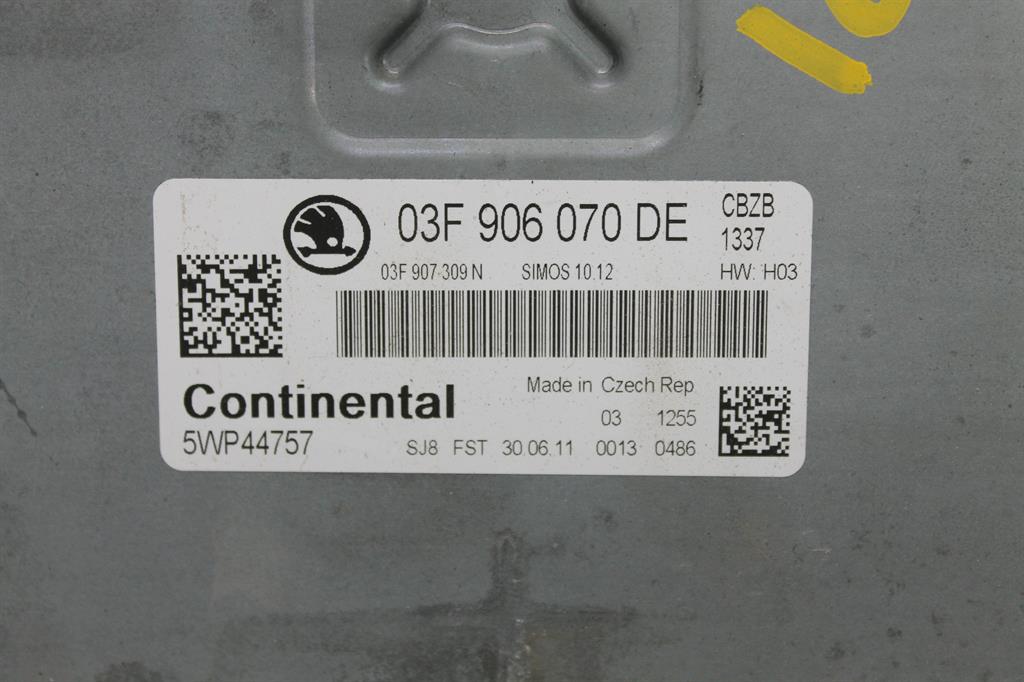 03F 906 070 DE
CBZB
1337
03F 907 309 N SIMOS 10.12 HW: H03
Continental
Made in Czech Rep
03 1255
5WP44757
SJ8 FST 30.06.11 0013 0486